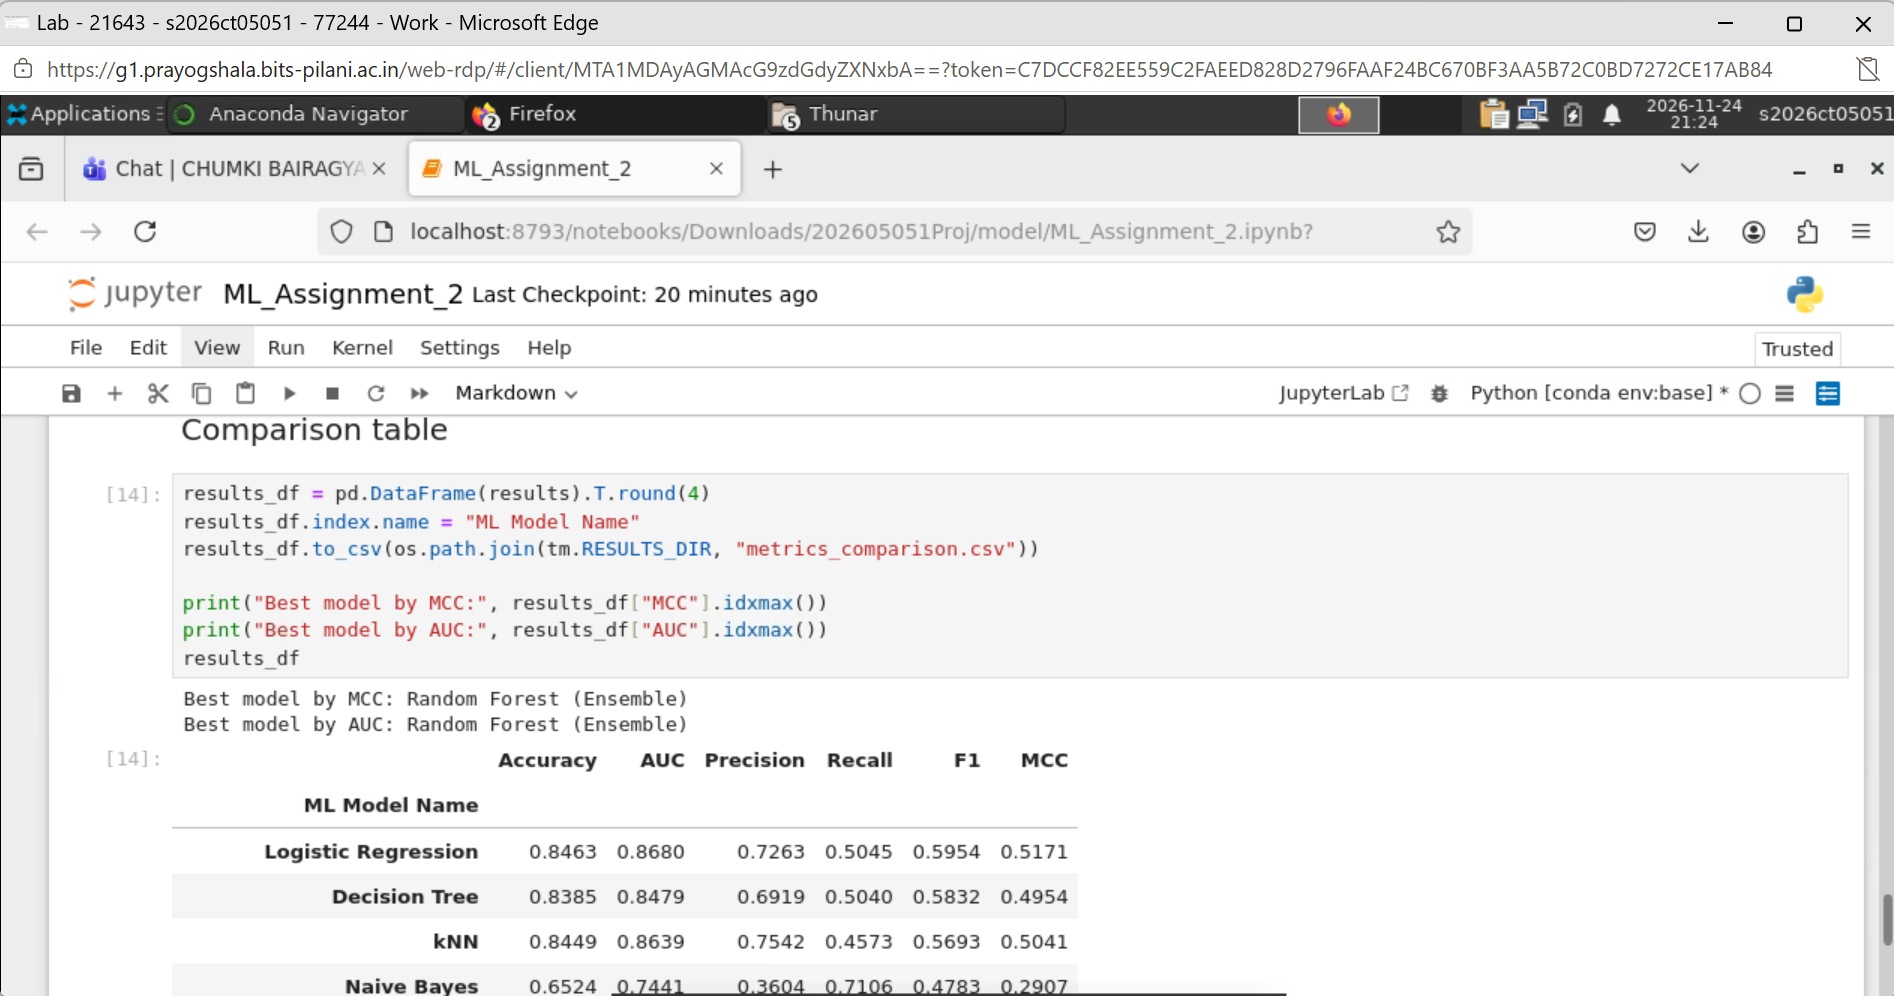 Lab - 21643 - s2026ct05051 - 77244 - Work - Microsoft Edge
https://g1.prayogshala.bits-pilani.ac.in/web-rdp/#/client/MTA1MDAyAGMAcG9zdGdyZXNxbA==?token=C7DCCF82EE559C2FAEED828D2796FAAF24BC670BF3AA5B72C0BD7272CE17AB84
Applications Anaconda Navigator 2 Firefox 5 Thunar 2026-11-24 21:24 s2026ct05051
Chat | CHUMKI BAIRAGYA ML_Assignment_2
localhost:8793/notebooks/Downloads/202605051Proj/model/ML_Assignment_2.ipynb?
jupyter ML_Assignment_2 Last Checkpoint: 20 minutes ago
File Edit View Run Kernel Settings Help Trusted
Markdown JupyterLab Python [conda env:base] *
Comparison table
[14]: results_df = pd.DataFrame(results).T.round(4)
results_df.index.name = "ML Model Name"
results_df.to_csv(os.path.join(tm.RESULTS_DIR, "metrics_comparison.csv"))
print("Best model by MCC:", results_df["MCC"].idxmax())
print("Best model by AUC:", results_df["AUC"].idxmax())
results_df
Best model by MCC: Random Forest (Ensemble)
Best model by AUC: Random Forest (Ensemble)
[14]: Accuracy AUC Precision Recall F1 MCC
ML Model Name
Logistic Regression 0.8463 0.8680 0.7263 0.5045 0.5954 0.5171
Decision Tree 0.8385 0.8479 0.6919 0.5040 0.5832 0.4954
kNN 0.8449 0.8639 0.7542 0.4573 0.5693 0.5041
Naive Bayes 0.6524 0.7441 0.3604 0.7106 0.4783 0.2907